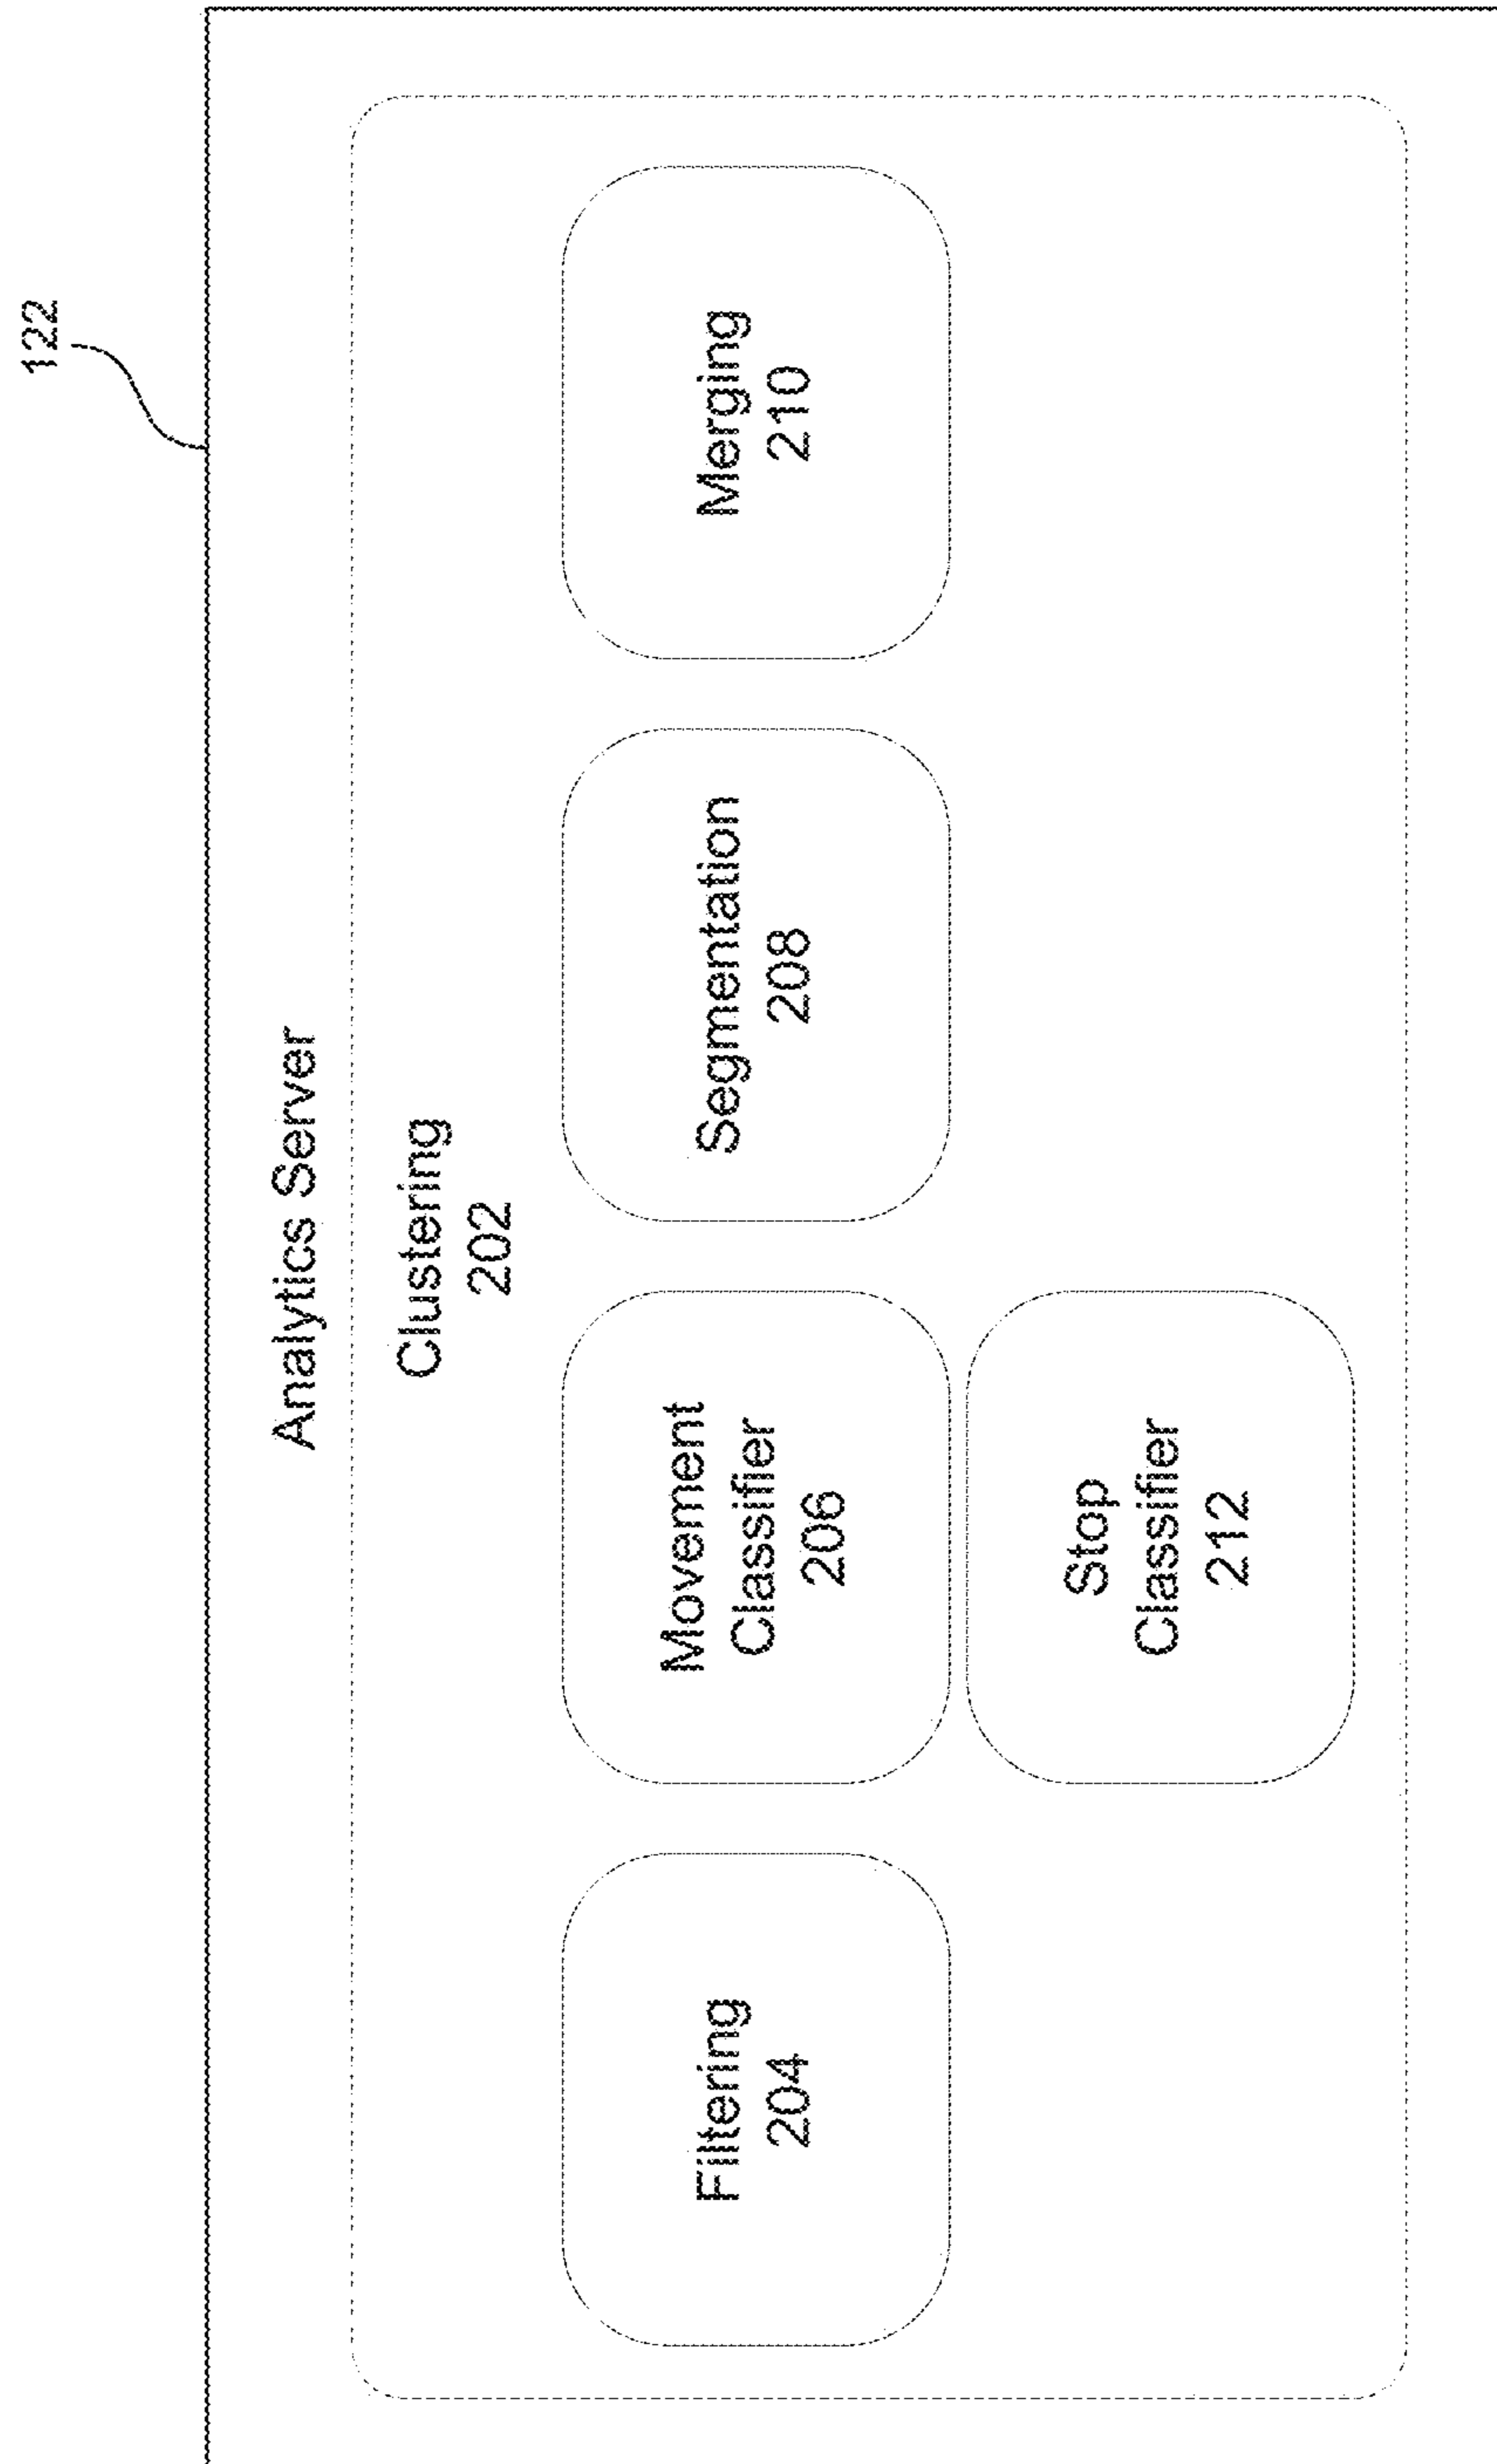 122
Analytics Server
Clustering
202
Filtering
204
Movement
Classifier
206
Segmentation
208
Merging
210
Stop
Classifier
212